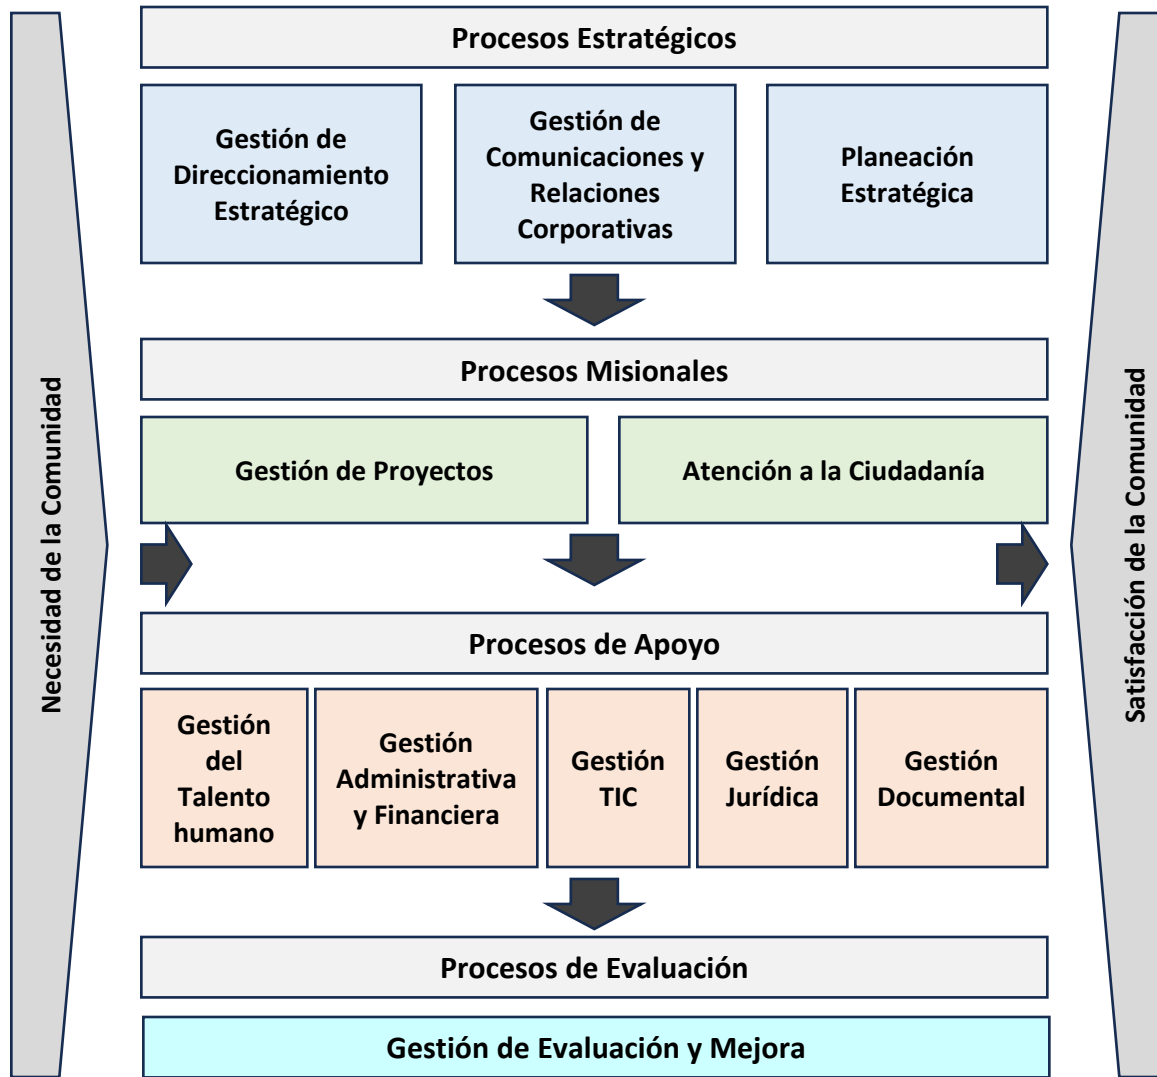 Procesos Estratégicos
Gestión de
Direccionamiento
Estratégico
Gestión de
Comunicaciones y
Relaciones
Corporativas
Planeación
Estratégica
Necesidad de la Comunidad
Procesos Misionales
Gestión de Proyectos
Atención a la Ciudadanía
Satisfacción de la Comunidad
Procesos de Apoyo
Gestión
del
Talento
humano
Gestión
Administrativa
y Financiera
Gestión
TIC
Gestión
Jurídica
Gestión
Documental
Procesos de Evaluación
Gestión de Evaluación y Mejora